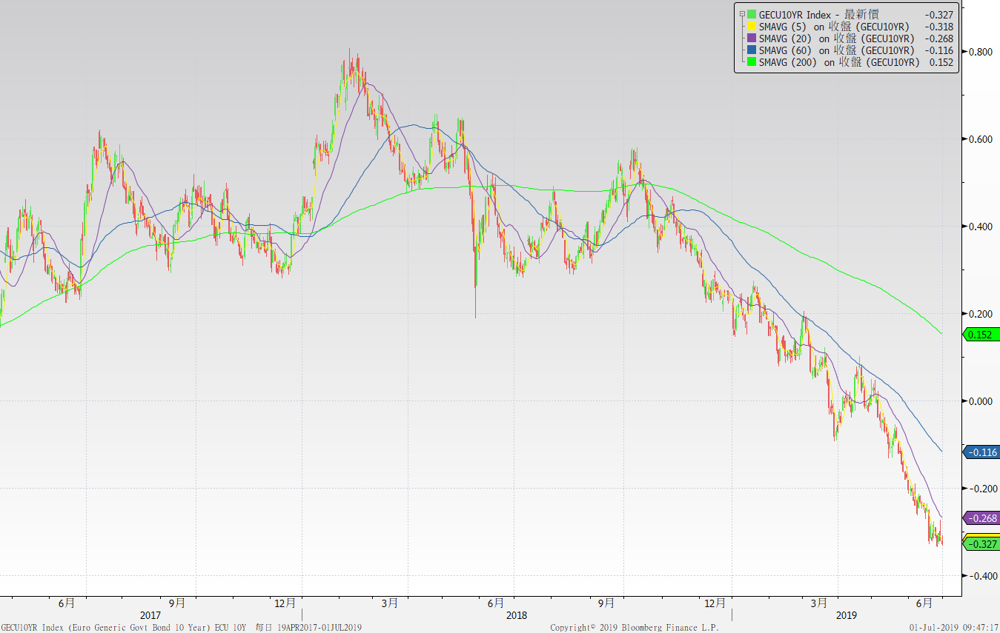 GECU10YR Index - 最新價 -0.327
SMAVG (5) on 收盤 (GECU10YR) -0.318
SMAVG (20) on 收盤 (GECU10YR) -0.268
SMAVG (60) on 收盤 (GECU10YR) -0.116
SMAVG (200) on 收盤 (GECU10YR) 0.152
0.800
0.600
0.400
0.200
0.152
0.000
-0.116
-0.200
-0.268
-0.327
-0.400
6月 9月 12月 3月 6月 9月 12月 3月 6月
2017 2018 2019
GECU10YR Index (Euro Generic Govt Bond 10 Year) ECU 10Y 每日 19APR2017-01JUL2019 Copyright© 2019 Bloomberg Finance L.P. 01-Jul-2019 09:47:17